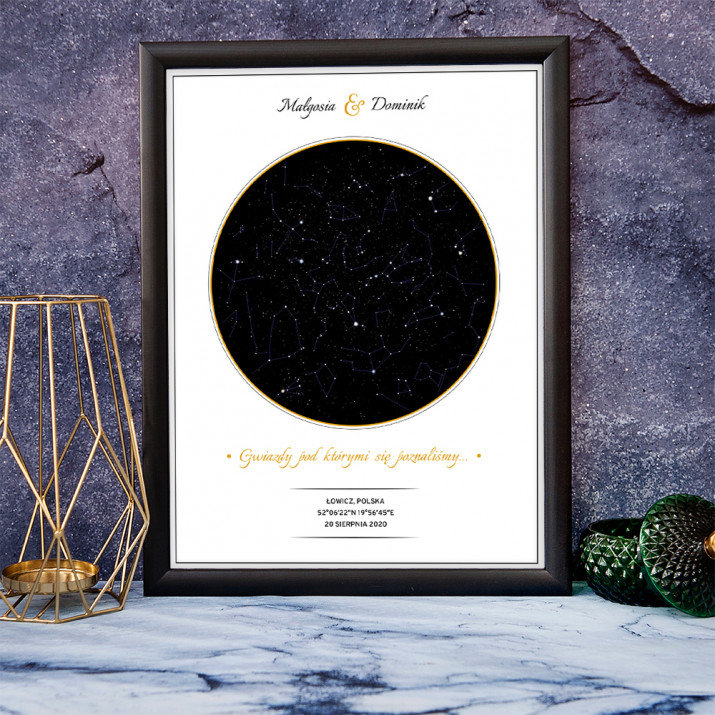 Małgosia & Dominik
• Gwiazdy pod którymi się poznaliśmy... •
ŁOWICZ, POLSKA
52°06'22"N 19°56'45"E
20 SIERPNIA 2020